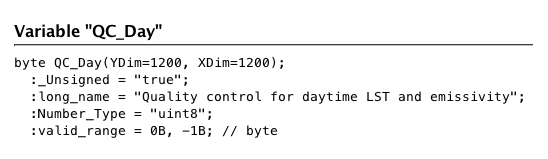 Variable "QC_Day"
byte QC_Day(YDim=1200, XDim=1200);
:_Unsigned = "true";
:long_name = "Quality control for daytime LST and emissivity";
:Number_Type = "uint8";
:valid_range = 0B, -1B; // byte